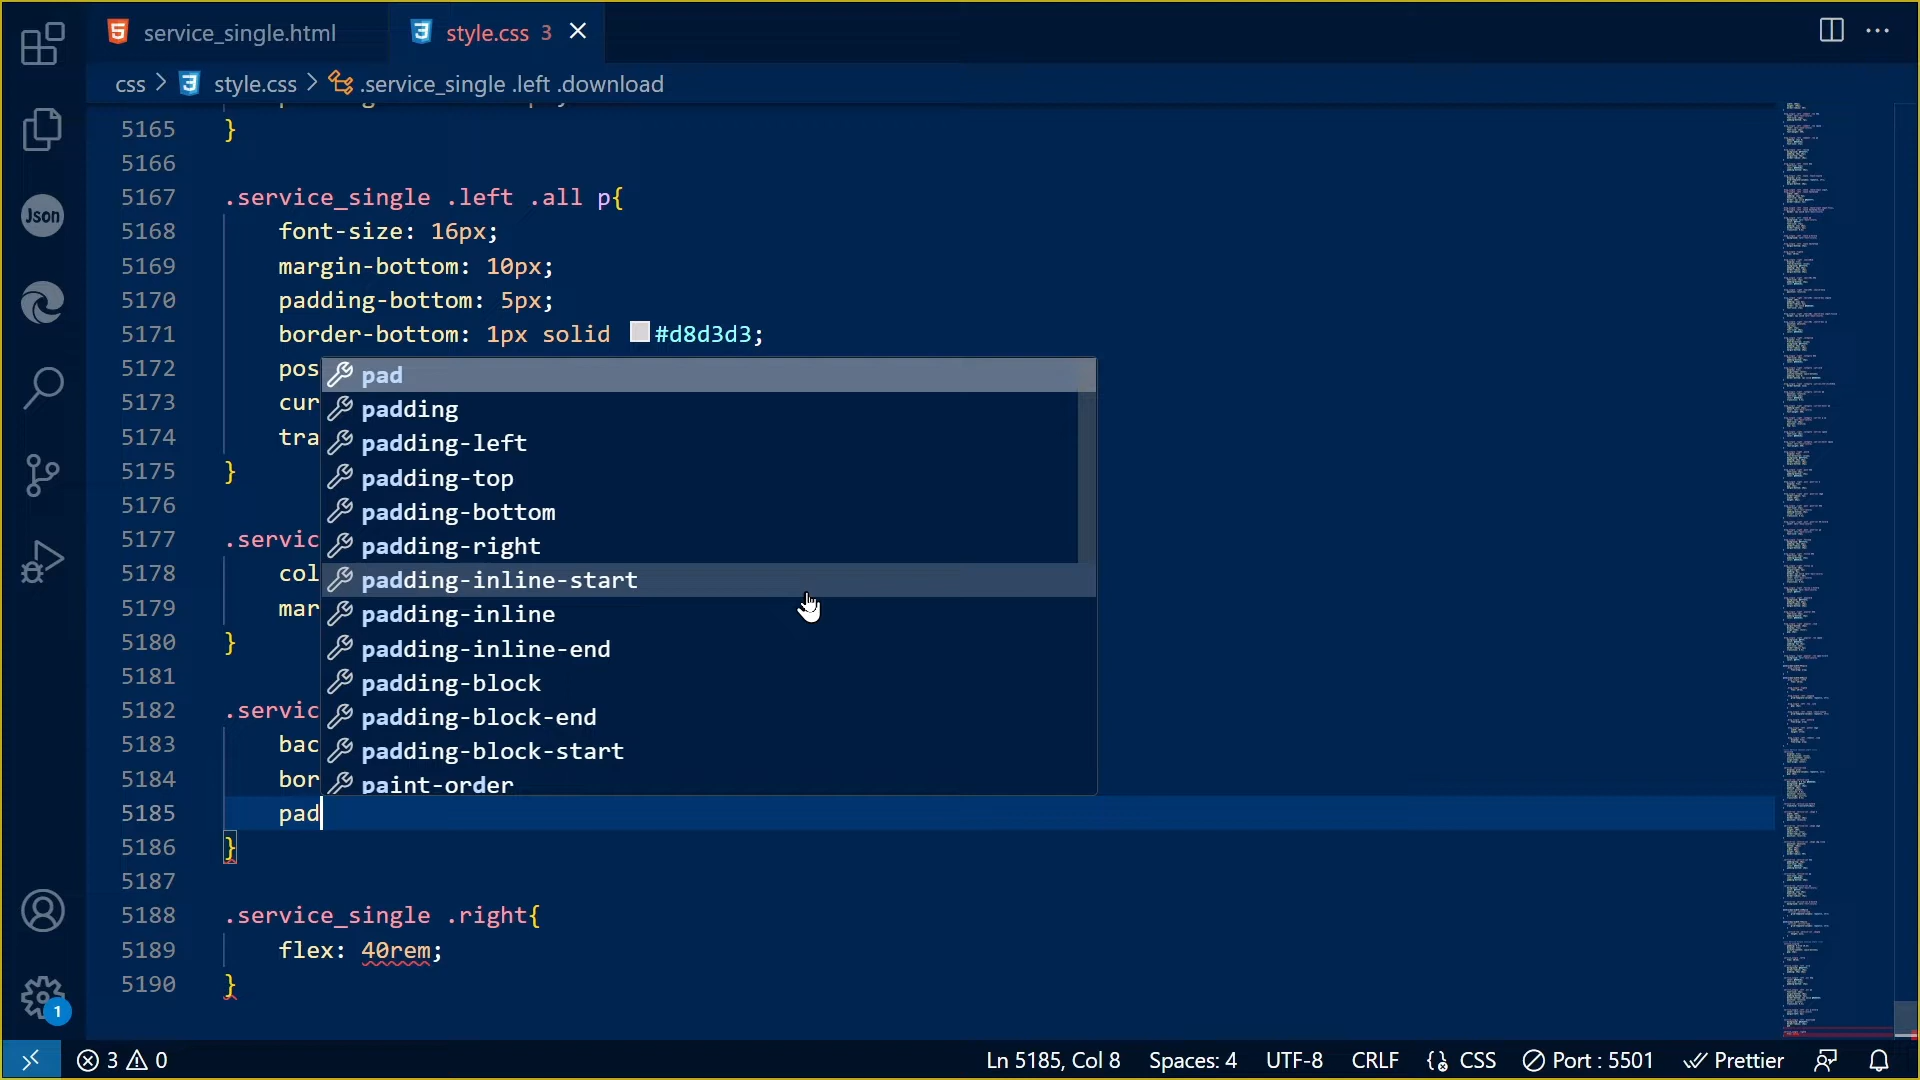 service_single.html
style.css 3
css > style.css > .service_single .left .download
5165 }
5166
5167 .service_single .left .all p{
5168 font-size: 16px;
5169 margin-bottom: 10px;
5170 padding-bottom: 5px;
5171 border-bottom: 1px solid #d8d3d3;
5172 pos
5173 cur
5174 tra
5175 }
5176
5177 .servic
5178 col
5179 mar
5180 }
5181
5182 .servic
5183 bac
5184 bor
5185 pad
5186 }
5187
5188 .service_single .right{
5189 flex: 40rem;
5190 }
pad
padding
padding-left
padding-top
padding-bottom
padding-right
padding-inline-start
padding-inline
padding-inline-end
padding-block
padding-block-end
padding-block-start
paint-order
Json
1
3 0
Ln 5185, Col 8
Spaces: 4
UTF-8
CRLF
CSS
Port : 5501
Prettier